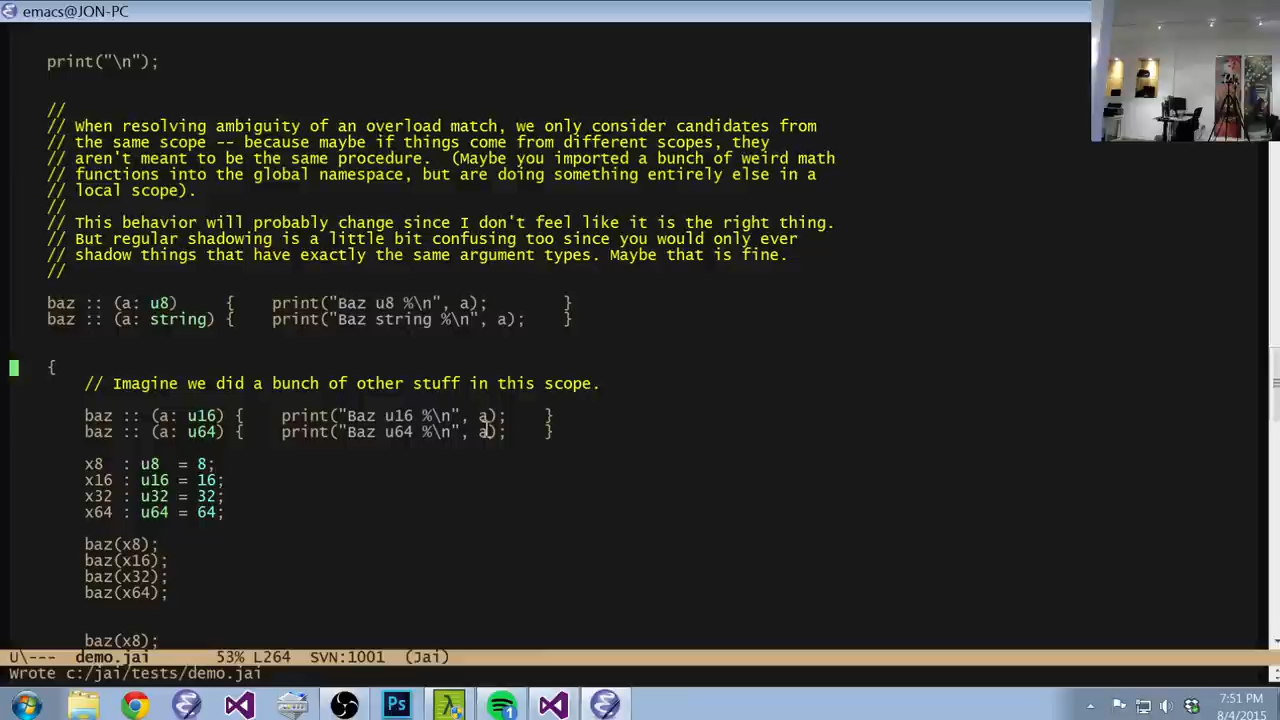 emacs@JON-PC
print("\n");
//
// When resolving ambiguity of an overload match, we only consider candidates from
// the same scope -- because maybe if things come from different scopes, they
// aren't meant to be the same procedure.  (Maybe you imported a bunch of weird math
// functions into the global namespace, but are doing something entirely else in a
// local scope).
//
// This behavior will probably change since I don't feel like it is the right thing.
// But regular shadowing is a little bit confusing too since you would only ever
// shadow things that have exactly the same argument types. Maybe that is fine.
//
baz :: (a: u8)      {    print("Baz u8 %\n", a);        }
baz :: (a: string) {    print("Baz string %\n", a);    }
{
// Imagine we did a bunch of other stuff in this scope.
baz :: (a: u16) {    print("Baz u16 %\n", a);    }
baz :: (a: u64) {    print("Baz u64 %\n", a);    }
x8  : u8  = 8;
x16 : u16 = 16;
x32 : u32 = 32;
x64 : u64 = 64;
baz(x8);
baz(x16);
baz(x32);
baz(x64);
baz(x8);
U\---  demo.jai       53% L264   SVN:1001  (Jai)
Wrote c:/jai/tests/demo.jai
Ps
1
7:51 PM
8/4/2015